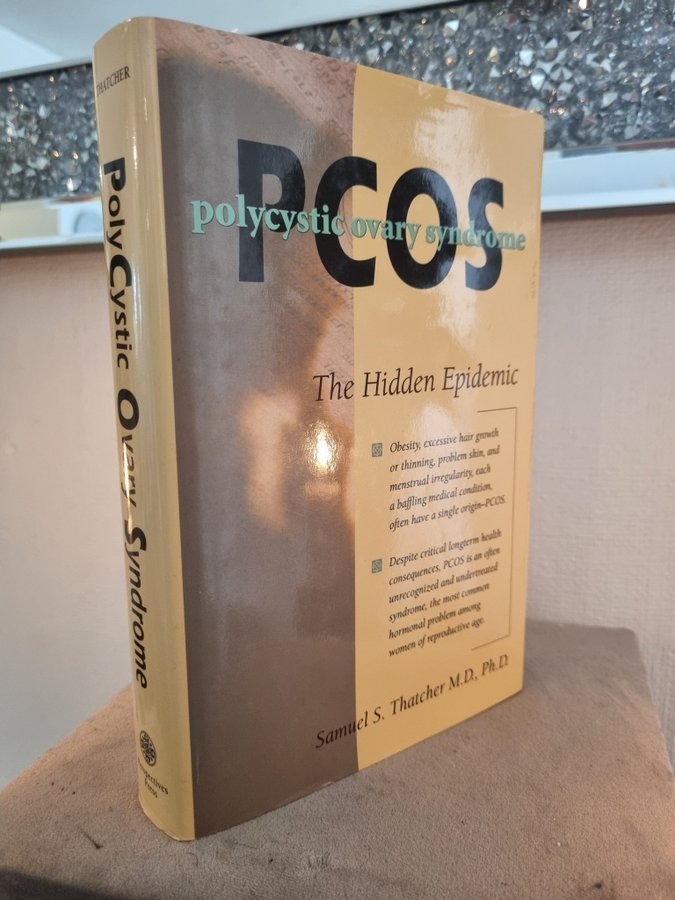 THATCHER
PolyCystic Ovary Syndrome
Perspectives
Press
PCOS
polycystic ovary syndrome
The Hidden Epidemic
Obesity, excessive hair growth
or thinning, problem skin, and
menstrual irregularity, each
a baffling medical condition,
often have a single origin–PCOS.
Despite critical longterm health
consequences, PCOS is an often
unrecognized and undertreated
syndrome, the most common
hormonal problem among
women of reproductive age.
Samuel S. Thatcher M.D., Ph.D.